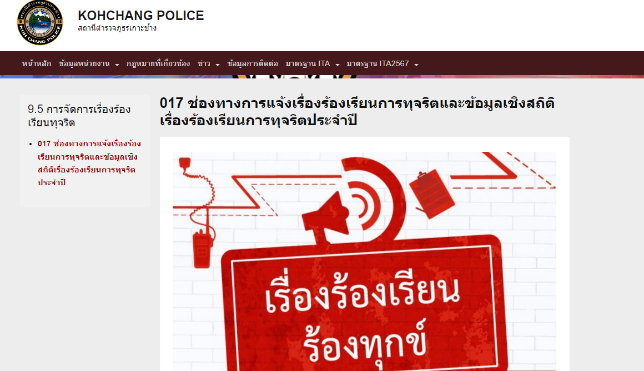 KOHCHANG POLICE
สถานีตำรวจภูธรเกาะช้าง
หน้าหลัก ข้อมูลหน่วยงาน กฎหมายที่เกี่ยวข้อง ข่าว ข้อมูลการติดต่อ มาตรฐาน ITA มาตรฐาน ITA2567
9.5 การจัดการเรื่องร้อง
เรียนทุจริต
017 ช่องทางการแจ้งเรื่องร้อง
เรียนการทุจริตและข้อมูลเชิง
สถิติเรื่องร้องเรียนการทุจริต
ประจำปี
017 ช่องทางการแจ้งเรื่องร้องเรียนการทุจริตและข้อมูลเชิงสถิติ
เรื่องร้องเรียนการทุจริตประจำปี
เรื่องร้องเรียน
ร้องทุกข์